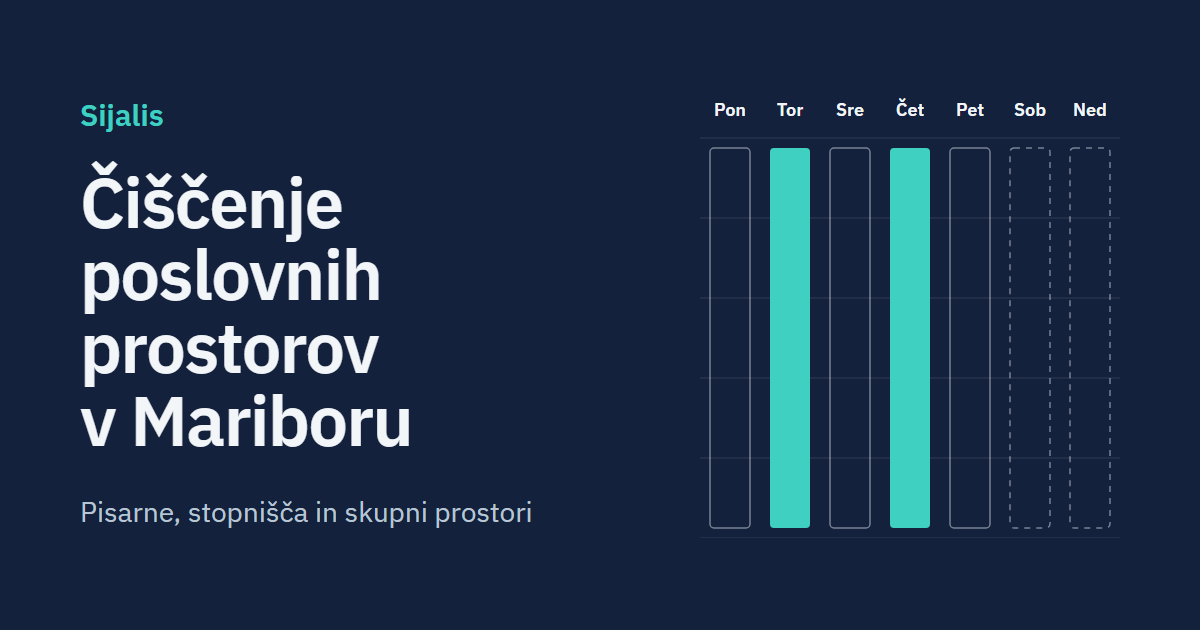 Sijalis
Čiščenje
poslovnih
prostorov
v Mariboru
Pisarne, stopnišča in skupni prostori
Pon Tor Sre Čet Pet Sob Ned